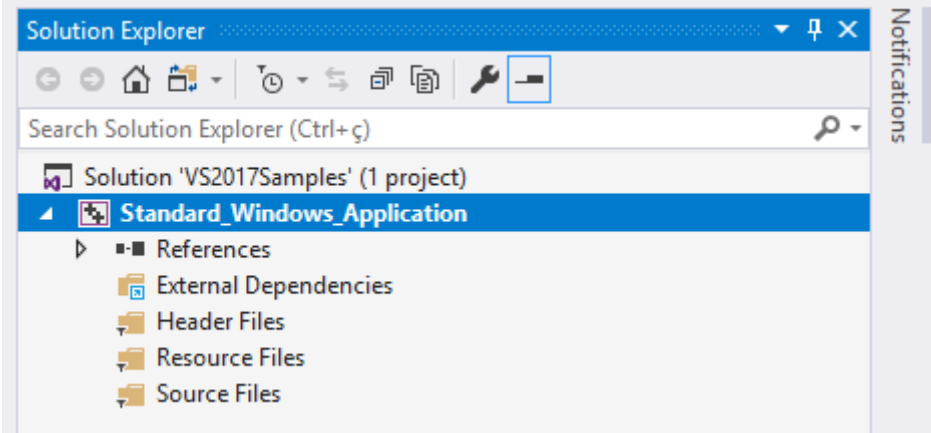 Solution Explorer
Search Solution Explorer (Ctrl+ç)
Solution 'VS2017Samples' (1 project)
Standard_Windows_Application
References
External Dependencies
Header Files
Resource Files
Source Files
Notifications